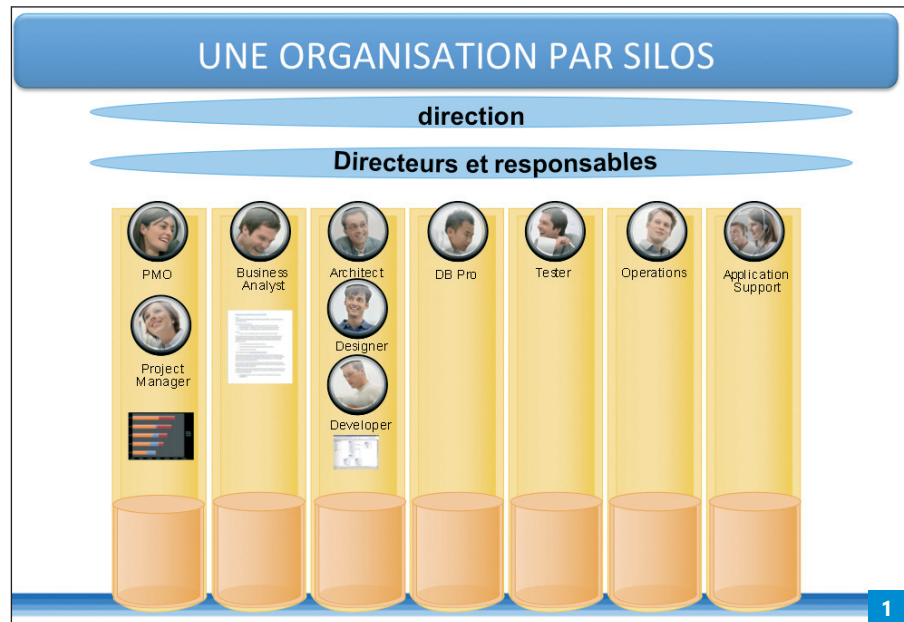 UNE ORGANISATION PAR SILOS
direction
Directeurs et responsables
PMO
Business
Analyst
Architect
DB Pro
Tester
Operations
Application
Support
Designer
Project
Manager
Developer
1